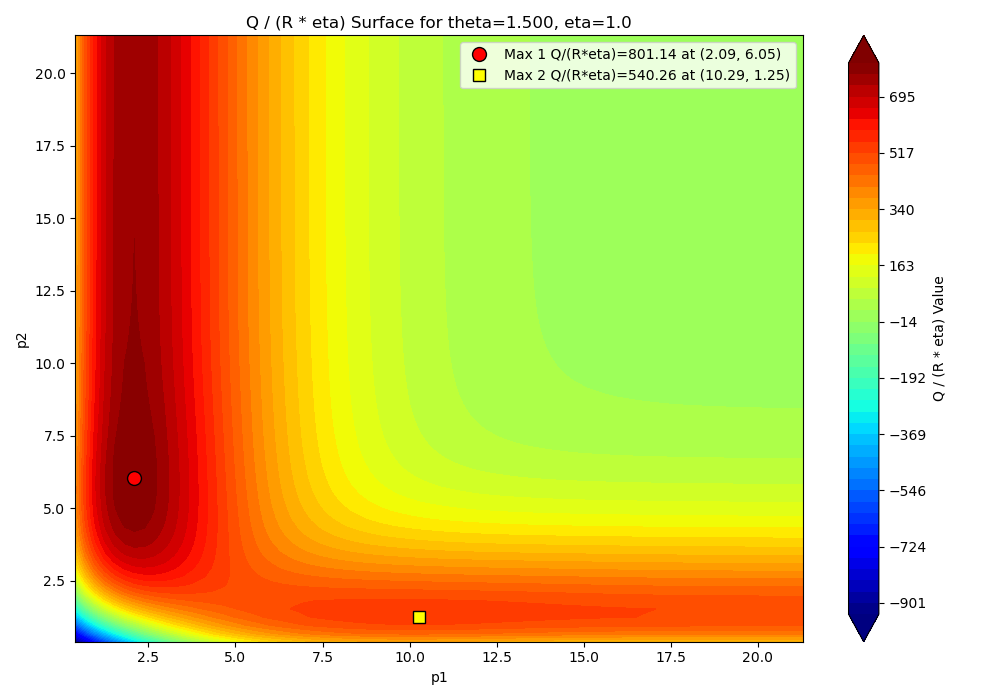 Q / (R * eta) Surface for theta=1.500, eta=1.0
Max 1 Q/(R*eta)=801.14 at (2.09, 6.05)
Max 2 Q/(R*eta)=540.26 at (10.29, 1.25)
20.0
17.5
15.0
12.5
10.0
7.5
5.0
2.5
p2
2.5 5.0 7.5 10.0 12.5 15.0 17.5 20.0
p1
695
517
340
163
−14
−192
−369
−546
−724
−901
Q / (R * eta) Value